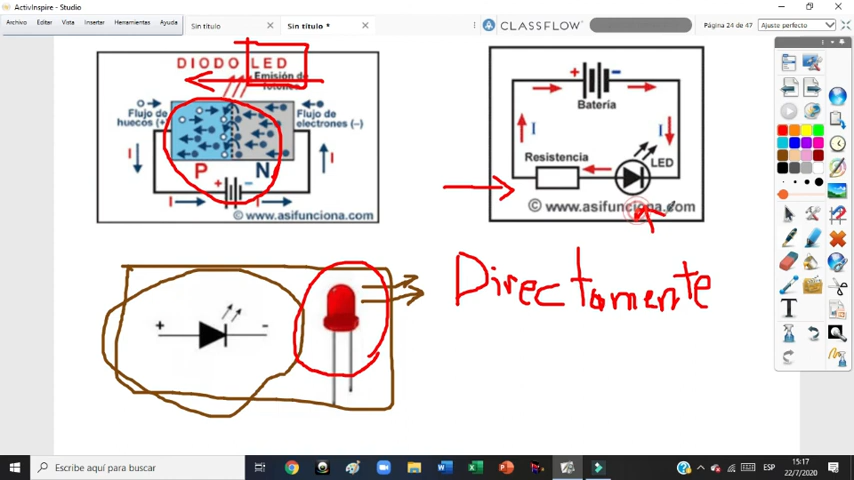 ActivInspire - Studio
Archivo Insertar Vista Herramientas Ayuda
Sin título Sin título * CLASSFLOW Página 24 de 47 Ajuste perfecto
DIODO LED
Emisión de
fotones
Flujo de
huecos (+)
Flujo de
electrones (–)
P N
I I
+ –
I I
© www.asifunciona.com
+ –
Batería
I I
Resistencia LED
© www.asifunciona.com
Directamente
+ –
T
Escribe aquí para buscar
ESP
15:17
22/7/2020